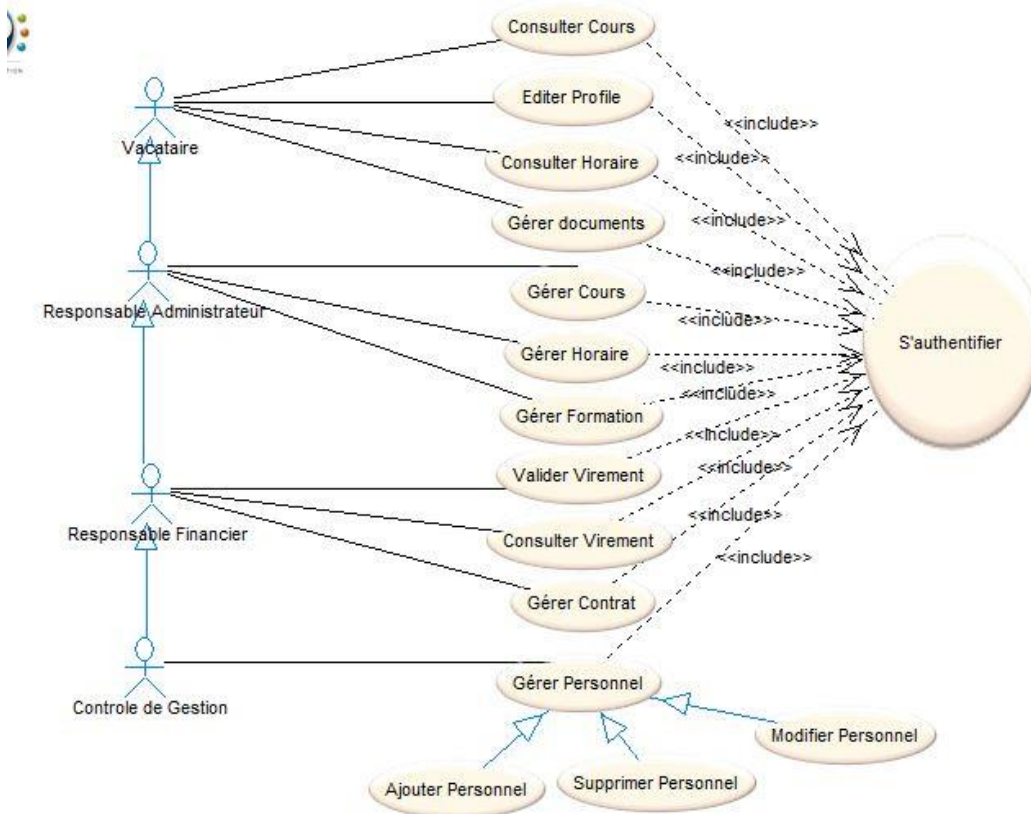 Consulter Cours
Editer Profile
<<include>>
Vacataire
Consulter Horaire
<<include>>
Gérer documents
<<include>>
<<include>>
Gérer Cours
Responsable Administrateur
<<include>>
S'authentifier
Gérer Horaire
<<include>>
<<include>>
Gérer Formation
<<include>>
Valider Virement
<<include>>
<<include>>
Responsable Financier
Consulter Virement
<<include>>
Gérer Contrat
Gérer Personnel
Controle de Gestion
Modifier Personnel
Ajouter Personnel
Supprimer Personnel